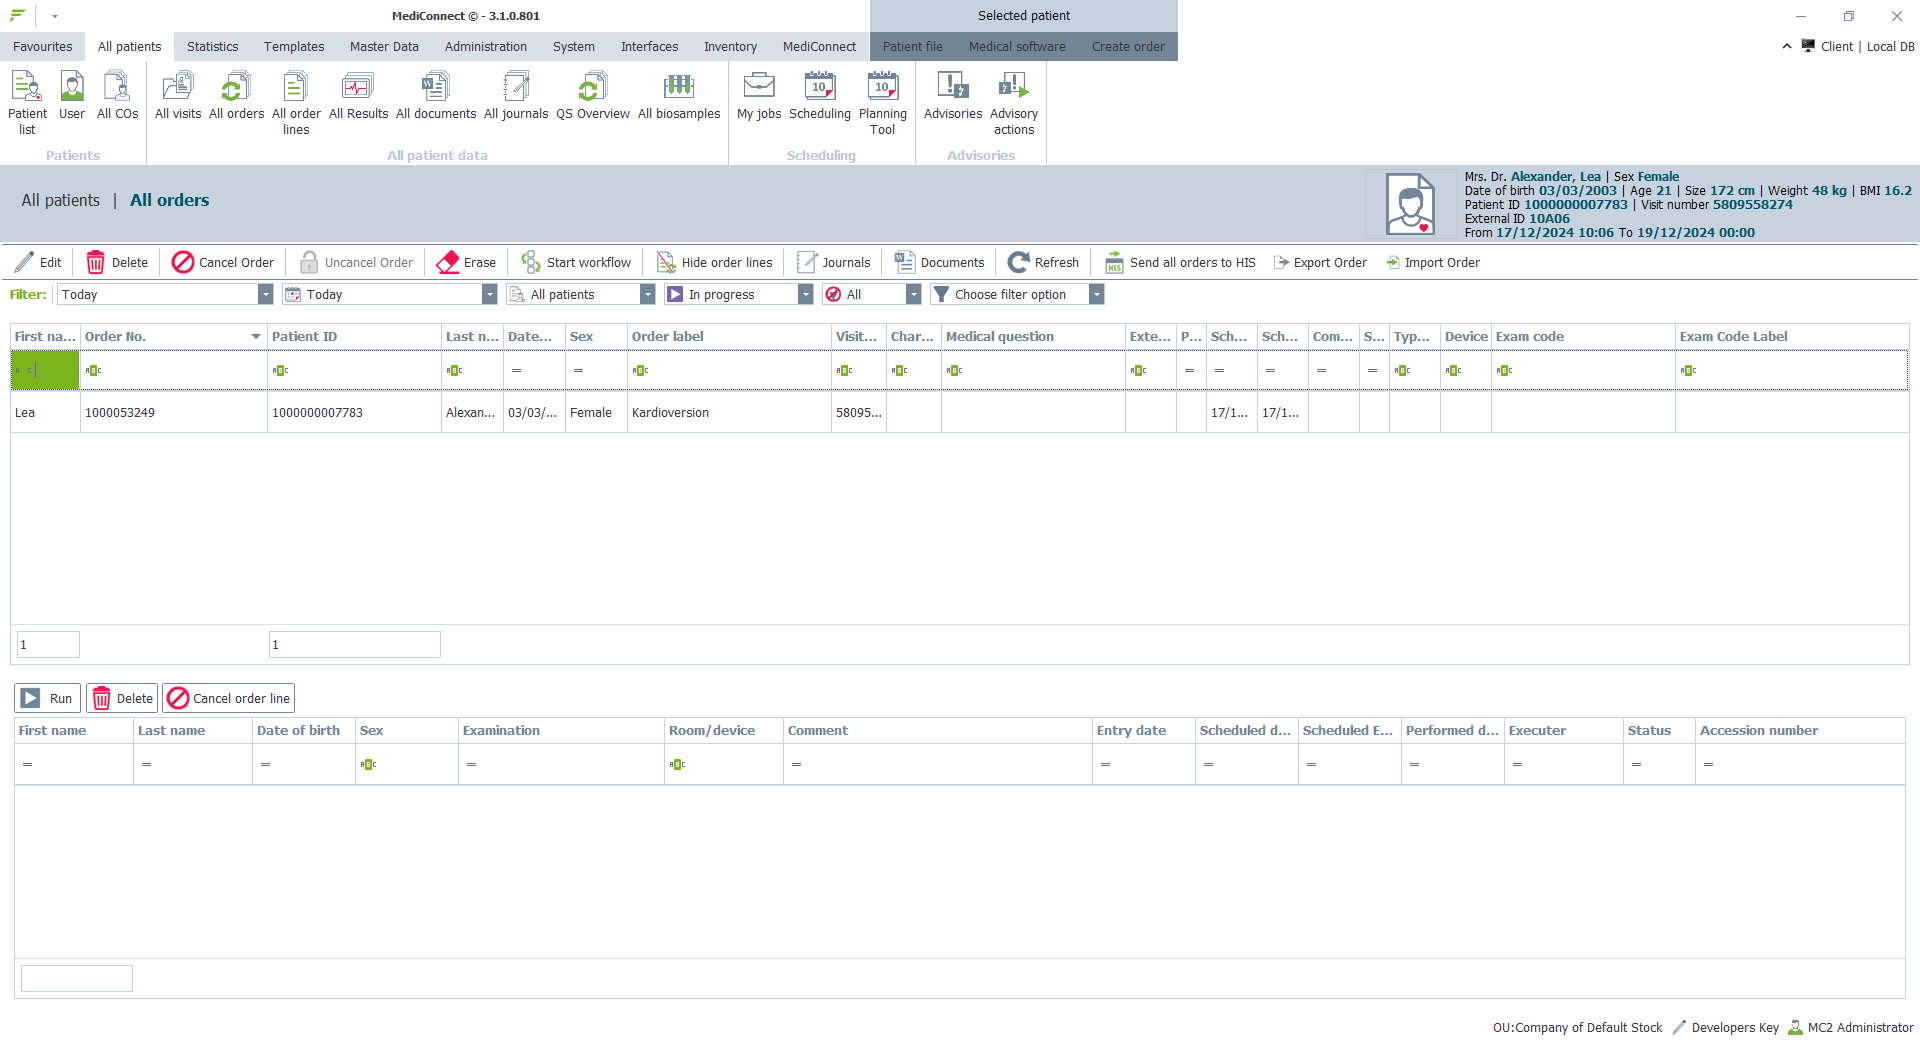 MediConnect © - 3.1.0.801
Selected patient
Favourites All patients Statistics Templates Master Data Administration System Interfaces Inventory MediConnect Patient file Medical software Create order Client | Local DB
Patient list User All COs All visits All orders All order lines All Results All documents All journals QS Overview All biosamples My jobs Scheduling Planning Tool Advisories Advisory actions
Patients All patient data Scheduling Advisories
All patients | All orders
Mrs. Dr. Alexander, Lea | Sex Female
Date of birth 03/03/2003 | Age 21 | Size 172 cm | Weight 48 kg | BMI 16.2
Patient ID 1000000007783 | Visit number 5809558274
External ID 10A06
From 17/12/2024 10:06 To 19/12/2024 00:00
Edit Delete Cancel Order Uncancel Order Erase Start workflow Hide order lines Journals Documents Refresh Send all orders to HIS Export Order Import Order
Filter: Today Today All patients In progress All Choose filter option
First na... Order No. Patient ID Last n... Date... Sex Order label Visit... Char... Medical question Exte... P... Sch... Sch... Com... S... Typ... Device Exam code Exam Code Label
Lea 1000053249 1000000007783 Alexan... 03/03/... Female Kardioversion 58095... 17/1... 17/1...
1 1
Run Delete Cancel order line
First name Last name Date of birth Sex Examination Room/device Comment Entry date Scheduled d... Scheduled E... Performed d... Executer Status Accession number
OU:Company of Default Stock Developers Key MC2 Administrator